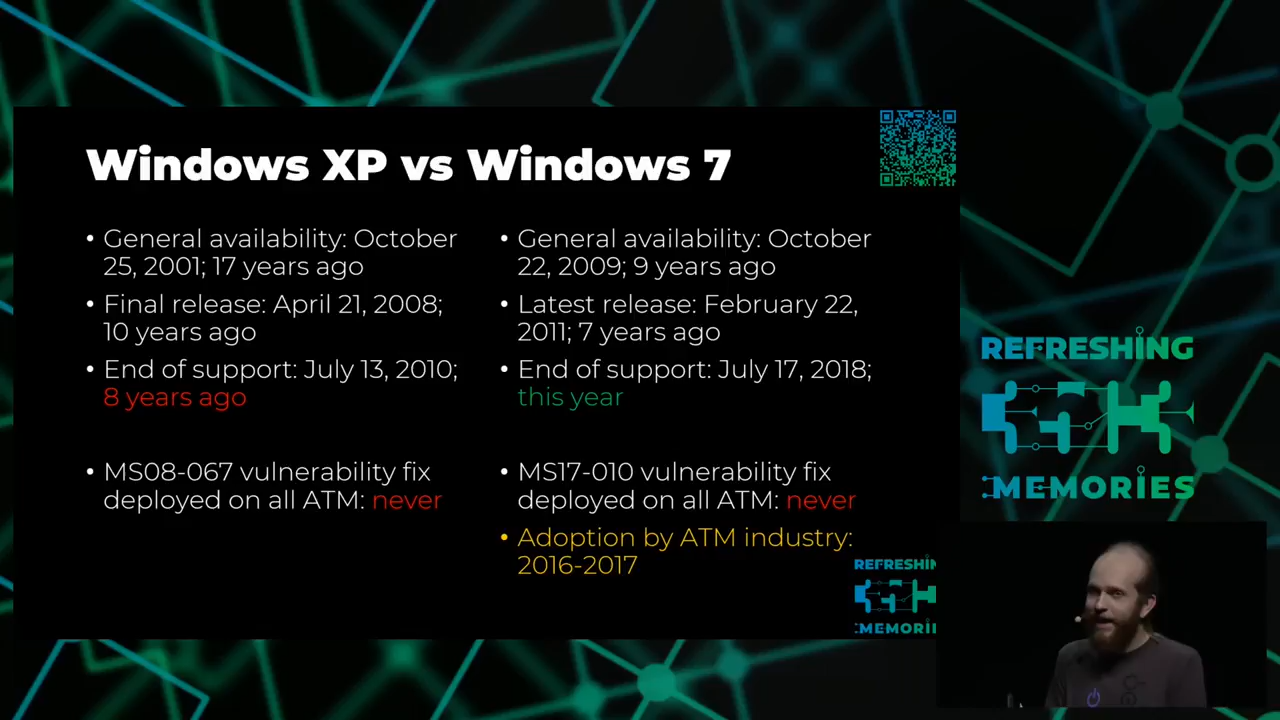 Windows XP vs Windows 7
• General availability: October
25, 2001; 17 years ago
• Final release: April 21, 2008;
10 years ago
• End of support: July 13, 2010;
8 years ago
• MS08-067 vulnerability fix
deployed on all ATM: never
• General availability: October
22, 2009; 9 years ago
• Latest release: February 22,
2011; 7 years ago
• End of support: July 17, 2018;
this year
• MS17-010 vulnerability fix
deployed on all ATM: never
• Adoption by ATM industry:
2016-2017
REFRESHIN
:MEMORI
REFRESHING
35C3
:MEMORIES